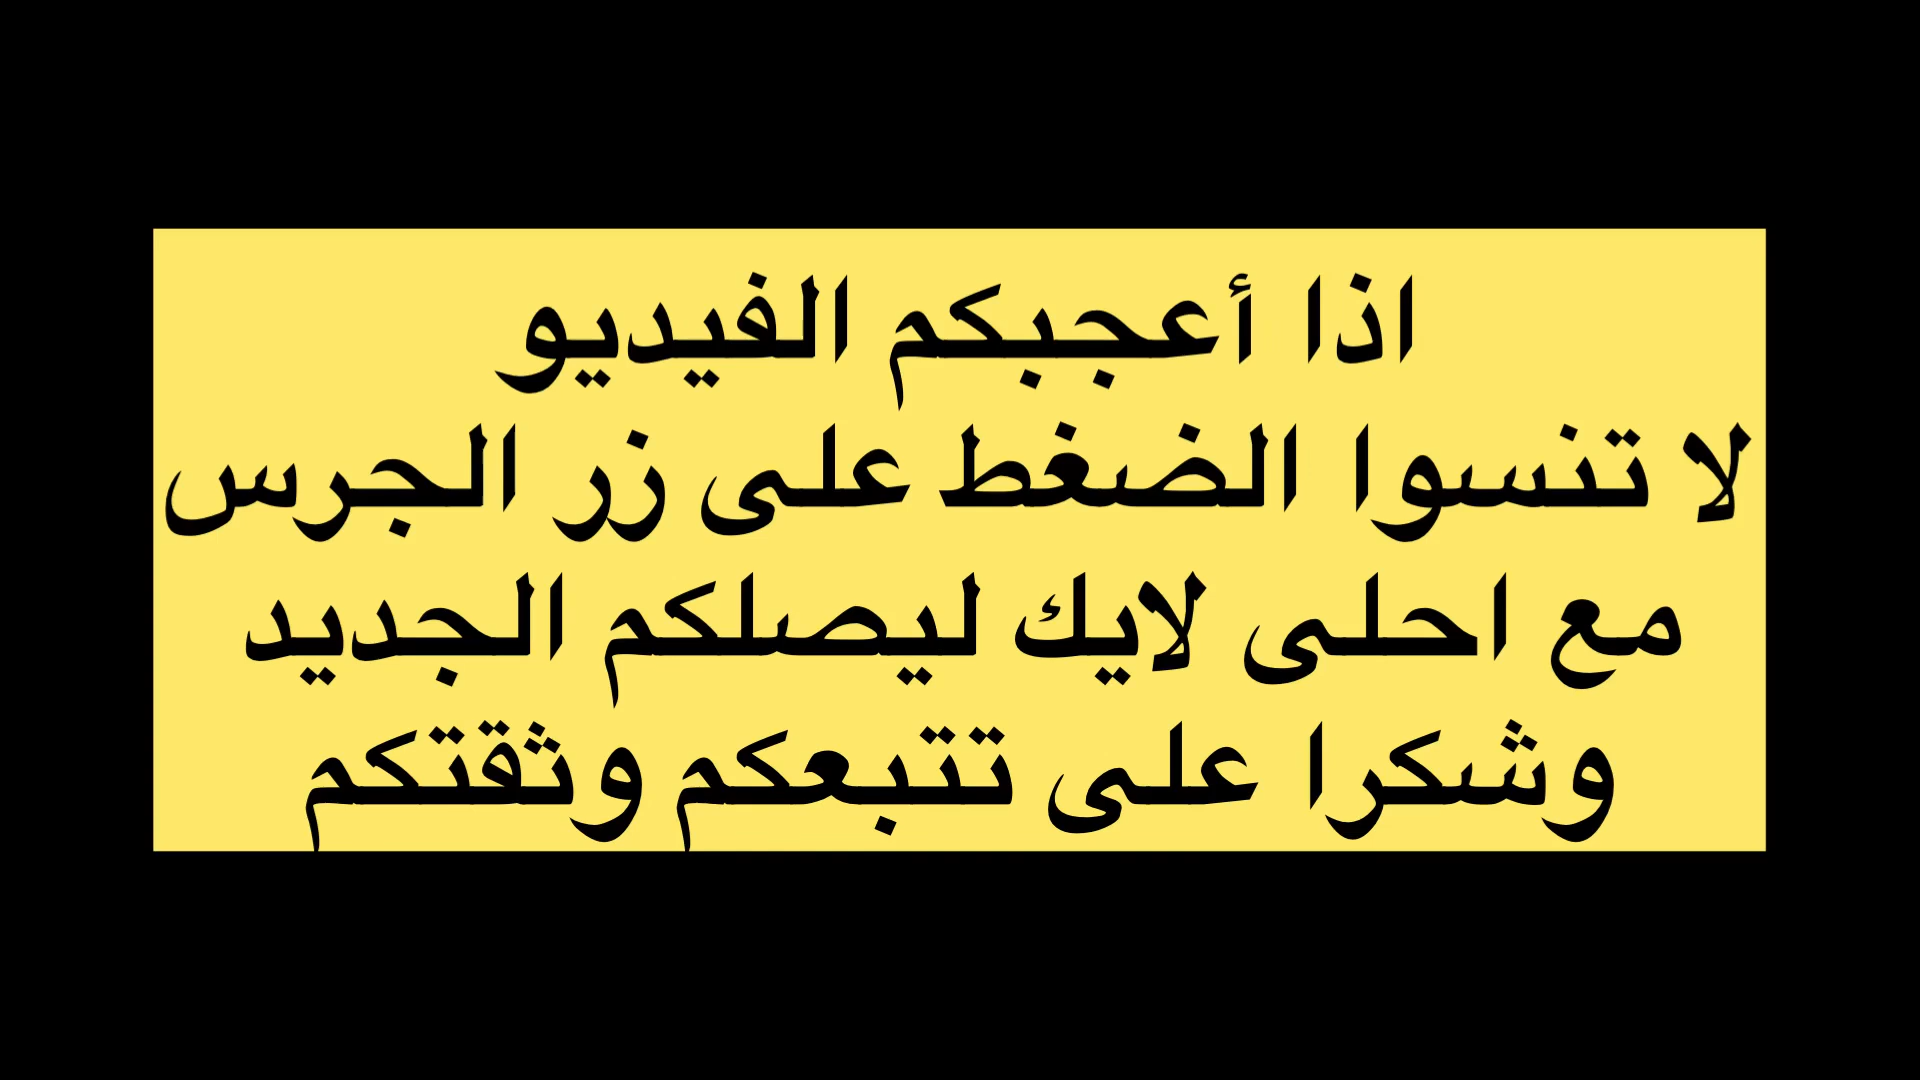 اذا أعجبكم الفيديو
لا تنسوا الضغط على زر الجرس
مع احلى لايك ليصلكم الجديد
وشكرا على تتبعكم وثقتكم